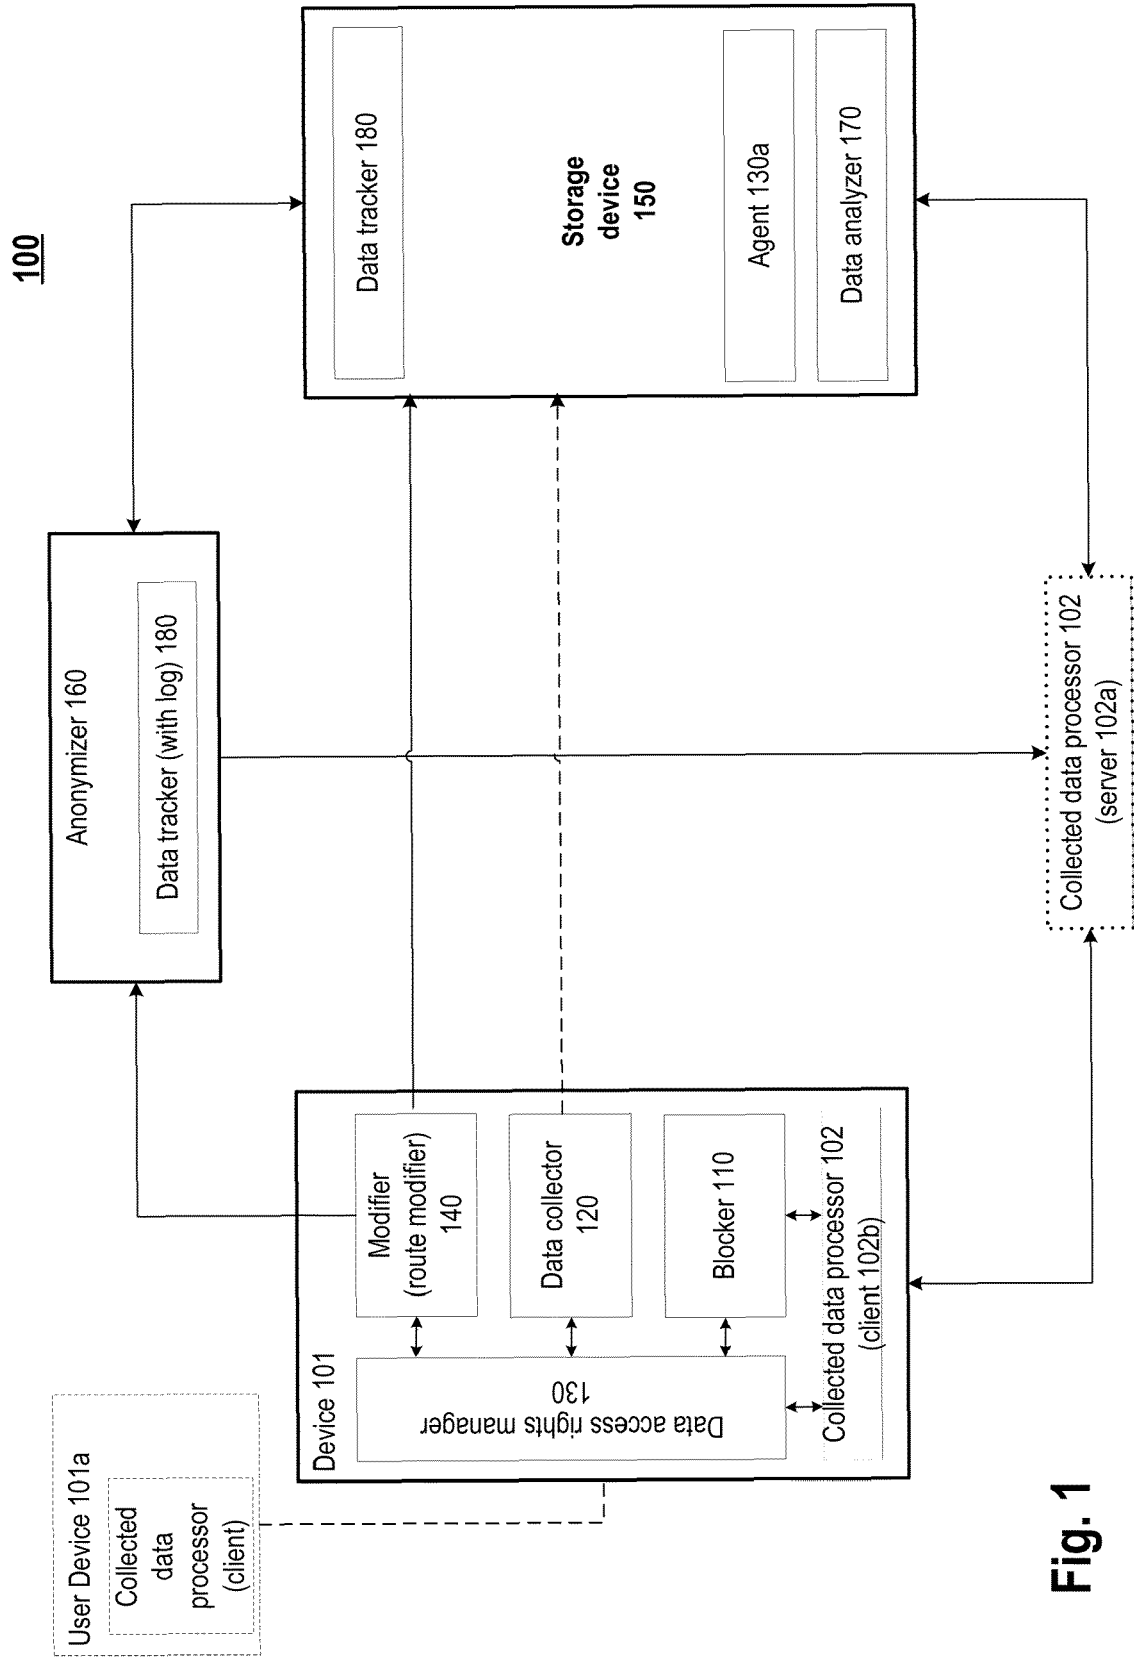 100
User Device 101a
Collected
data
processor
(client)
Device 101
Data access rights manager
130
Modifier
(route modifier)
140
Data collector
120
Blocker 110
Collected data processor 102
(client 102b)
Anonymizer 160
Data tracker (with log) 180
Data tracker 180
Storage
device
150
Agent 130a
Data analyzer 170
Collected data processor 102
(server 102a)
Fig. 1